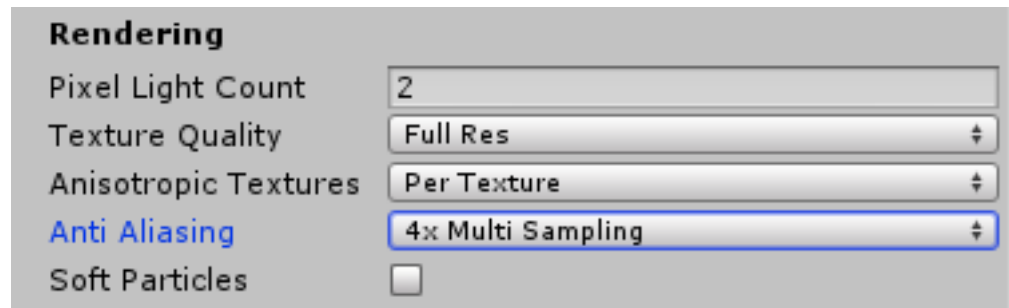 Rendering
Pixel Light Count 2
Texture Quality Full Res
Anisotropic Textures Per Texture
Anti Aliasing 4x Multi Sampling
Soft Particles